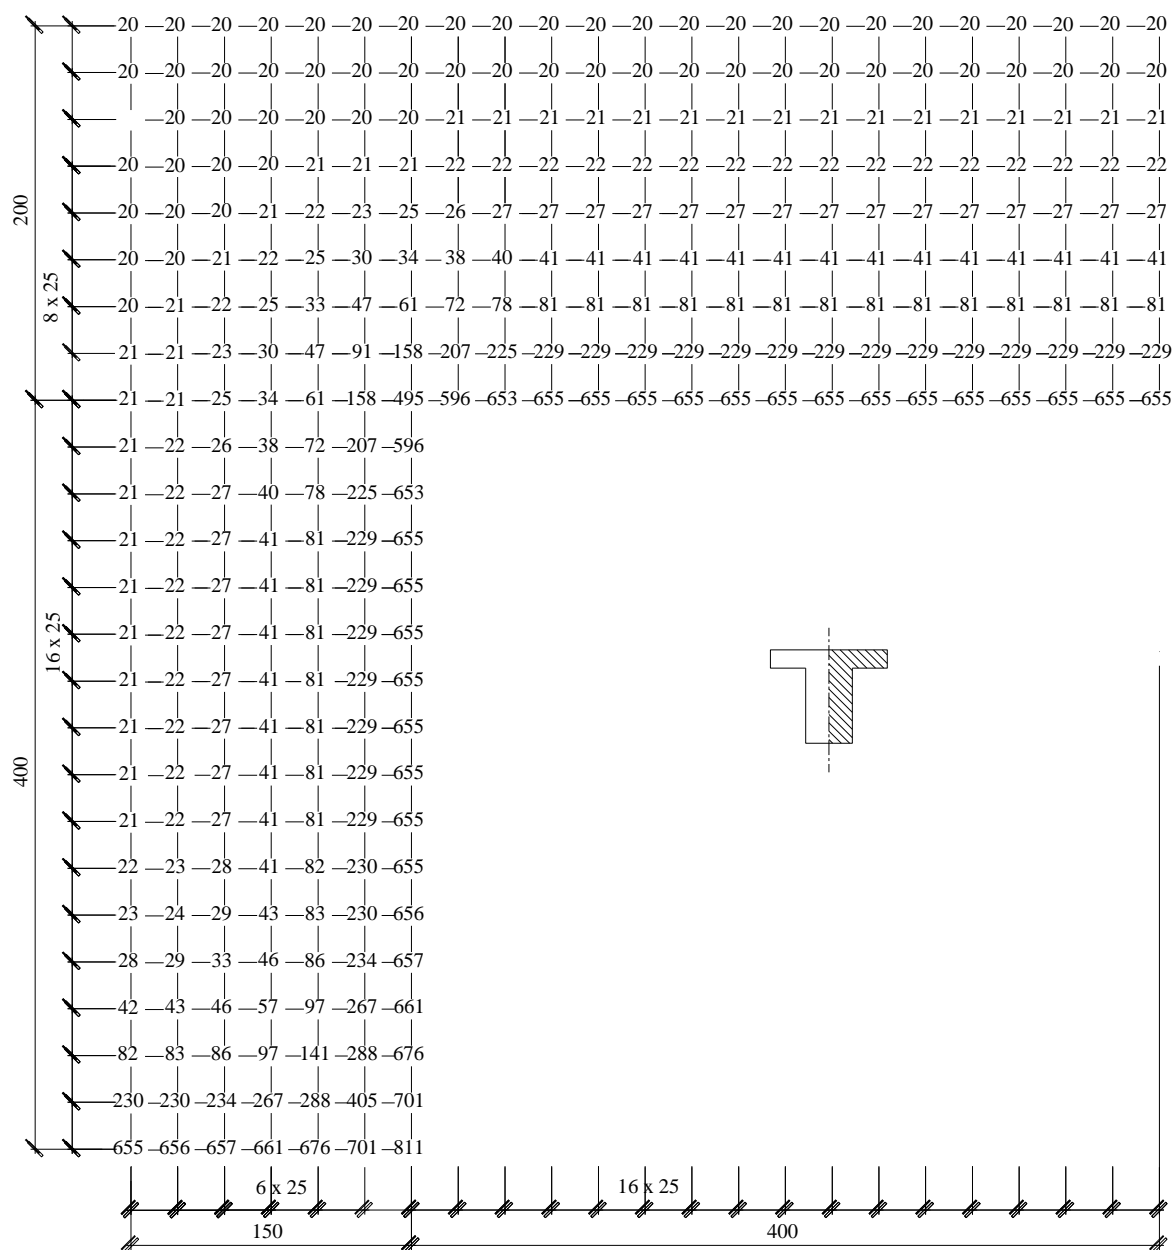 20 —20 —20 —20 —20 —20 —20 —20 —20 —20 —20 —20 —20 —20 —20 —20 —20 —20 —20 —20 —20 —20 —20
20 —20 —20 —20 —20 —20 —20 —20 —20 —20 —20 —20 —20 —20 —20 —20 —20 —20 —20 —20 —20 —20 —20
—20 —20 —20 —20 —20 —20 —21 —21 —21 —21 —21 —21 —21 —21 —21 —21 —21 —21 —21 —21 —21 —21
20 —20 —20 —20 —21 —21 —21 —22 —22 —22 —22 —22 —22 —22 —22 —22 —22 —22 —22 —22 —22 —22 —22
20 —20 —20 —21 —22 —23 —25 —26 —27 —27 —27 —27 —27 —27 —27 —27 —27 —27 —27 —27 —27 —27 —27
200
20 —20 —21 —22 —25 —30 —34 —38 —40 —41 —41 —41 —41 —41 —41 —41 —41 —41 —41 —41 —41 —41 —41
8 x 25
20 —21 —22 —25 —33 —47 —61 —72 —78 —81 —81 —81 —81 —81 —81 —81 —81 —81 —81 —81 —81 —81 —81
21 —21 —23 —30 —47 —91 —158 —207 —225 —229 —229 —229 —229 —229 —229 —229 —229 —229 —229 —229 —229 —229 —229
21 —21 —25 —34 —61 —158 —495 —596 —653 —655 —655 —655 —655 —655 —655 —655 —655 —655 —655 —655 —655 —655 —655
21 —22 —26 —38 —72 —207 —596
21 —22 —27 —40 —78 —225 —653
21 —22 —27 —41 —81 —229 —655
21 —22 —27 —41 —81 —229 —655
21 —22 —27 —41 —81 —229 —655
16 x 25
21 —22 —27 —41 —81 —229 —655
21 —22 —27 —41 —81 —229 —655
400
21 —22 —27 —41 —81 —229 —655
21 —22 —27 —41 —81 —229 —655
22 —23 —28 —41 —82 —230 —655
23 —24 —29 —43 —83 —230 —656
28 —29 —33 —46 —86 —234 —657
42 —43 —46 —57 —97 —267 —661
82 —83 —86 —97 —141 —288 —676
230 —230 —234 —267 —288 —405 —701
655 —656 —657 —661 —676 —701 —811
6 x 25 16 x 25
150 400